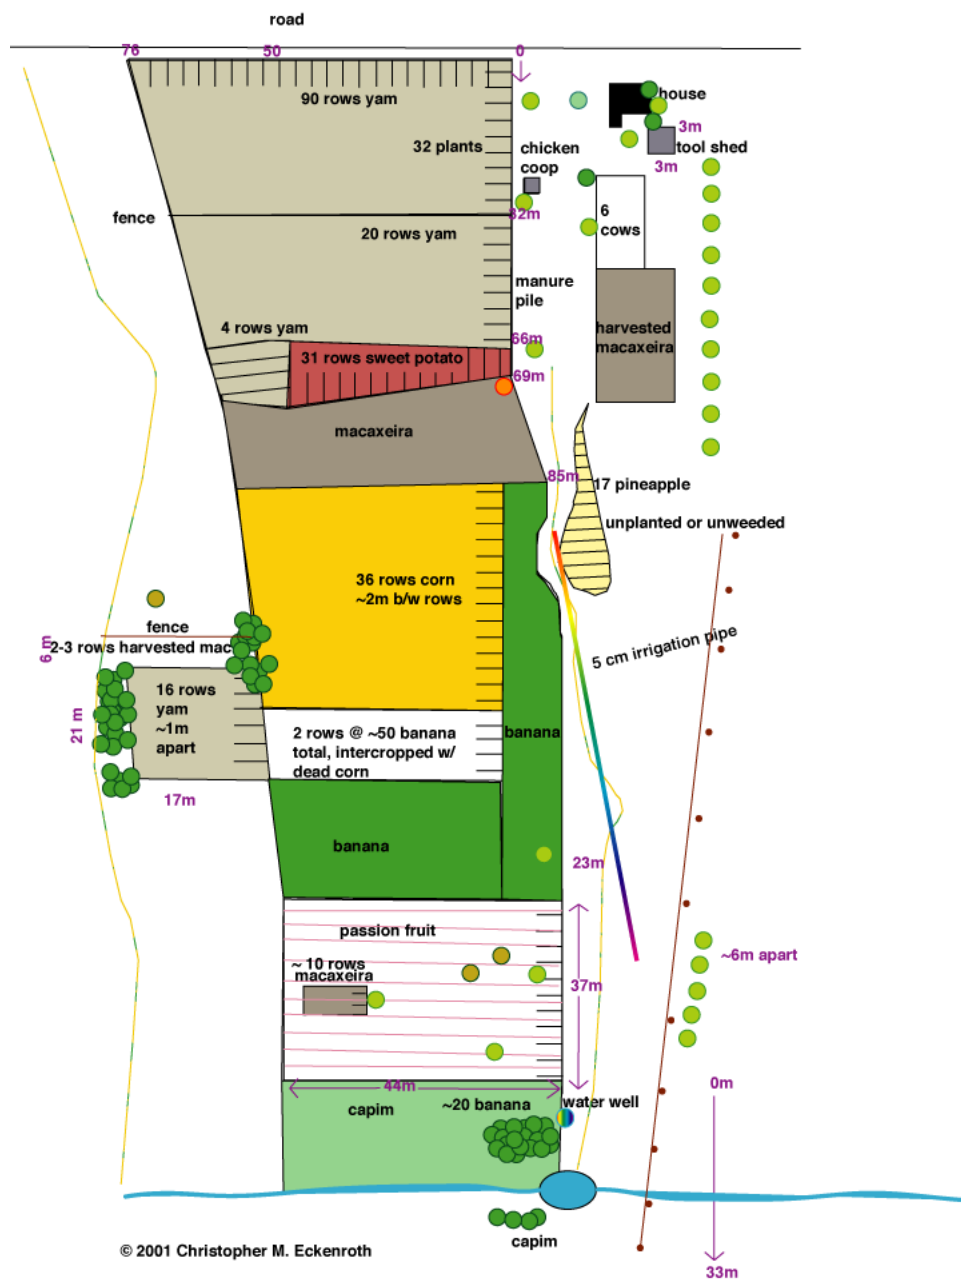 road
76
50
0
90 rows yam
house
3m
32 plants
chicken
coop
tool shed
3m
fence
32m
6
cows
20 rows yam
manure
pile
4 rows yam
66m
harvested
macaxeira
31 rows sweet potato
69m
macaxeira
85m
17 pineapple
unplanted or unweeded
36 rows corn
~2m b/w rows
fence
2-3 rows harvested mac
6 m
5 cm irrigation pipe
16 rows
yam
~1m
apart
21 m
2 rows @ ~50 banana
total, intercropped w/
dead corn
banana
17m
banana
23m
passion fruit
~6m apart
~ 10 rows
macaxeira
37m
44m
0m
capim
~20 banana
water well
capim
© 2001 Christopher M. Eckenroth
33m